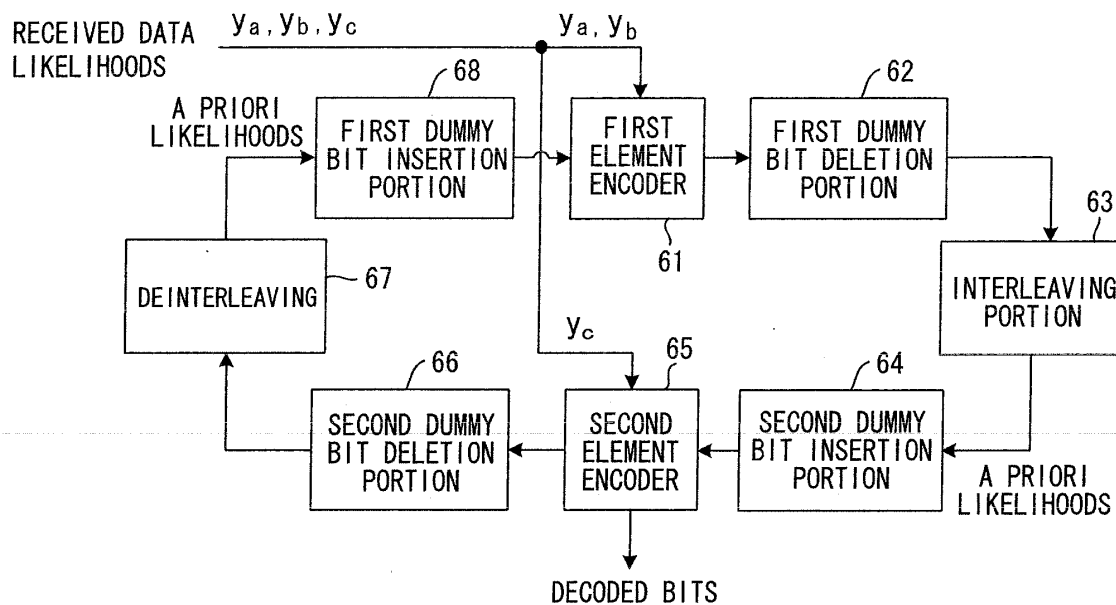 RECEIVED DATA
LIKELIHOODS
ya, yb, yc
ya, yb
68
62
A PRIORI
LIKELIHOODS
FIRST DUMMY
BIT INSERTION
PORTION
FIRST
ELEMENT
ENCODER
FIRST DUMMY
BIT DELETION
PORTION
61
63
67
DEINTERLEAVING
INTERLEAVING
PORTION
yc
66
65
64
SECOND DUMMY
BIT DELETION
PORTION
SECOND
ELEMENT
ENCODER
SECOND DUMMY
BIT INSERTION
PORTION
A PRIORI
LIKELIHOODS
DECODED BITS